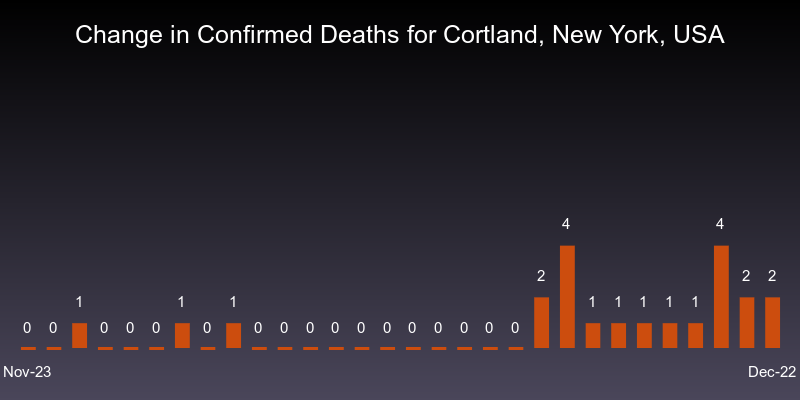 Change in Confirmed Deaths for Cortland, New York, USA
4 4
2 2 2
1 1 1 1 1 1 1 1
0 0 0 0 0 0 0 0 0 0 0 0 0 0 0 0 0
Nov-23 Dec-22